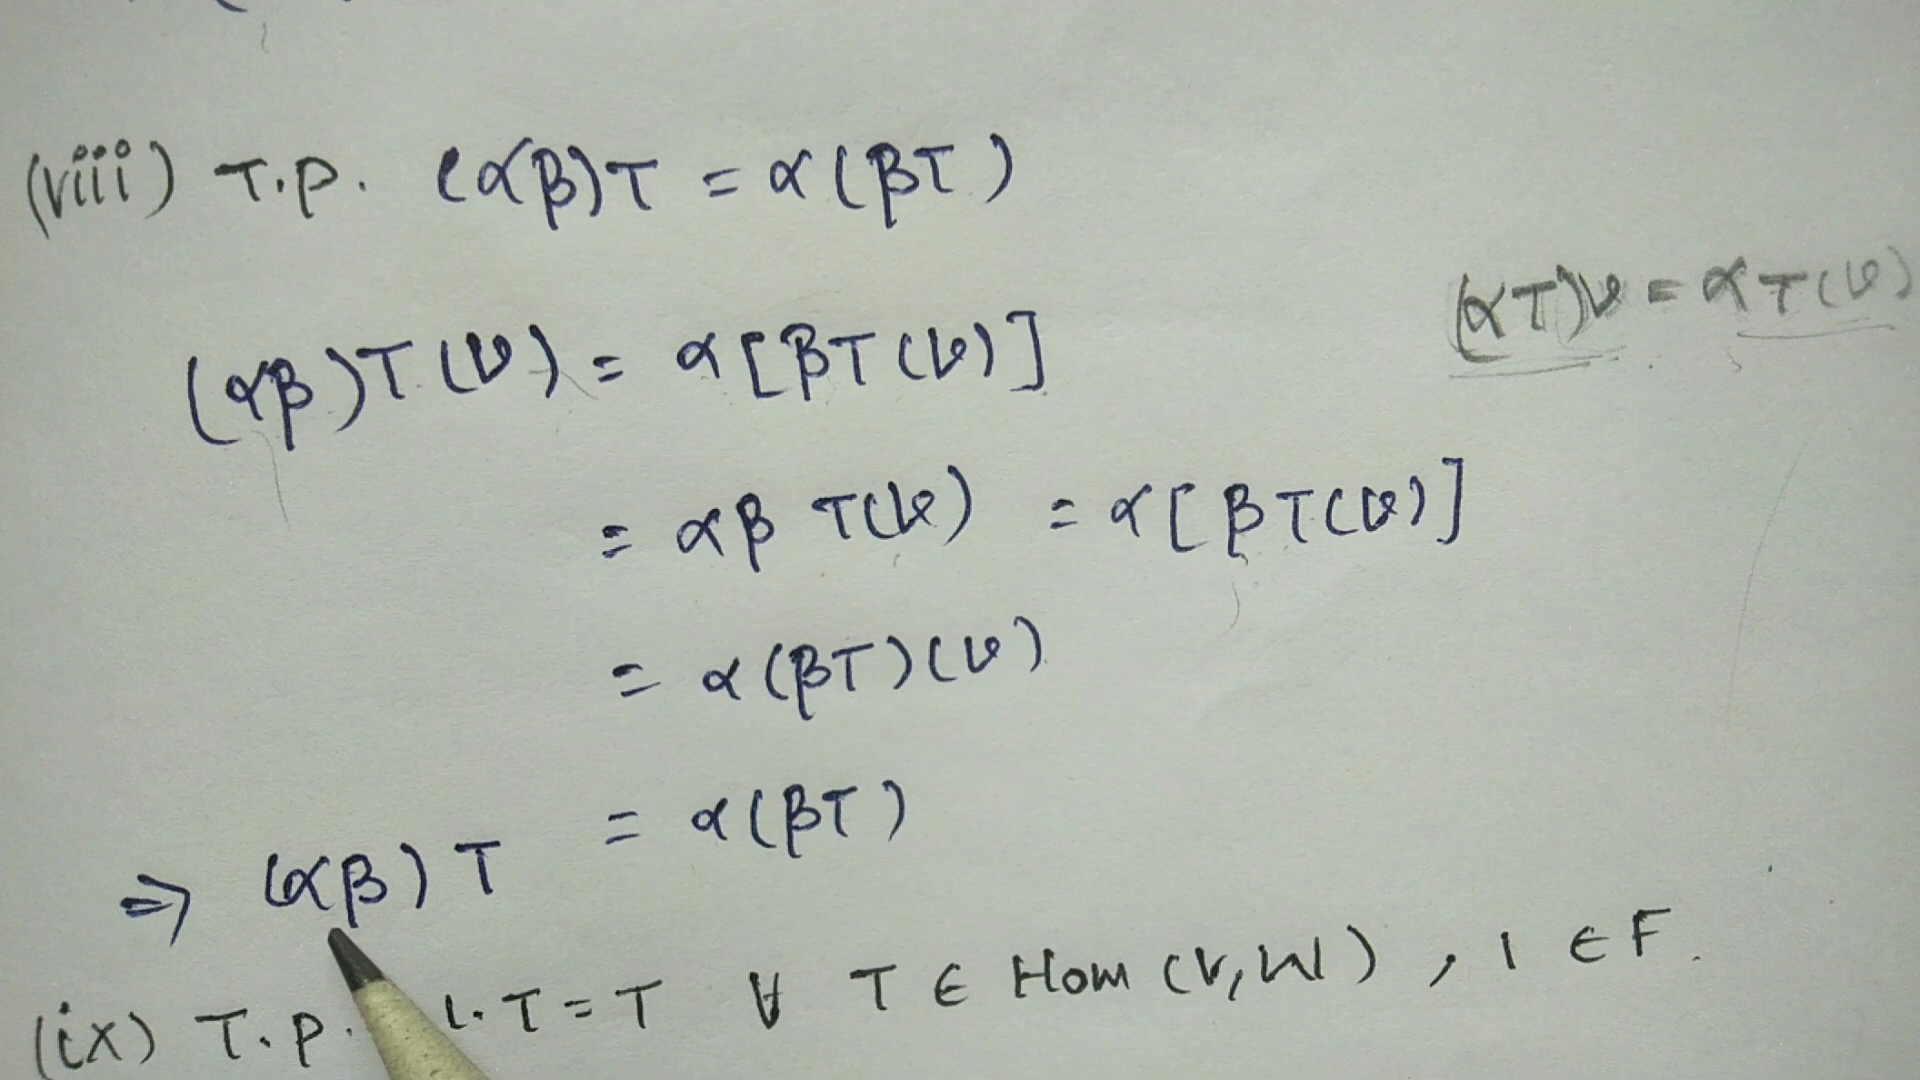 (viii) T.P. (αβ)T = α(βT)
(αT)v = αT(v)
(αβ)T(v) = α[βT(v)]
= αβ T(v) = α[βT(v)]
= α(βT)(v)
⇒ (αβ)T = α(βT)
(ix) T.P. 1.T = T ∀ T ∈ Hom(V,W), 1 ∈ F.